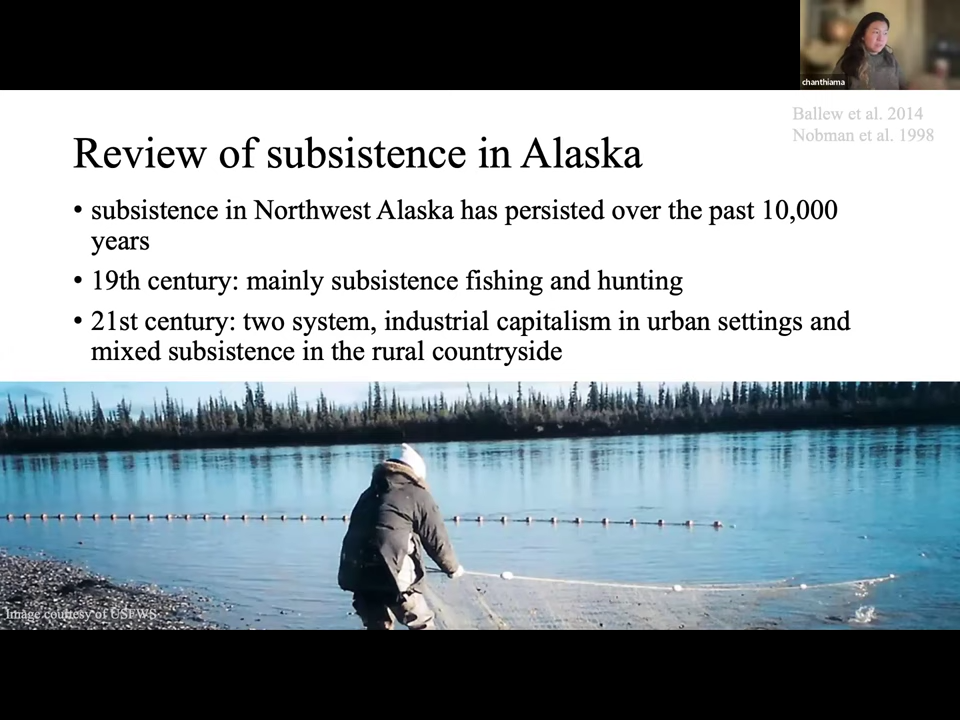 chanthiama
Ballew et al. 2014
Nobman et al. 1998
Review of subsistence in Alaska
• subsistence in Northwest Alaska has persisted over the past 10,000
years
• 19th century: mainly subsistence fishing and hunting
• 21st century: two system, industrial capitalism in urban settings and
mixed subsistence in the rural countryside
Image courtesy of USFWS